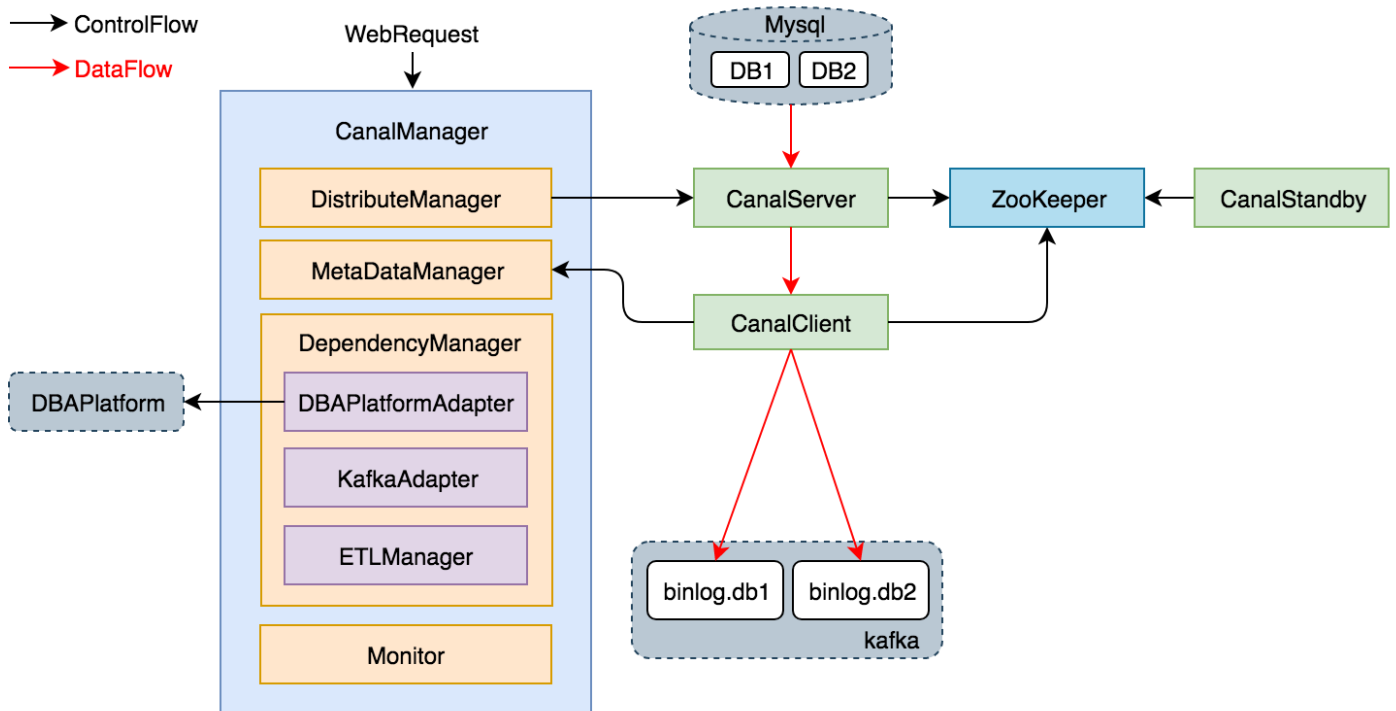 ControlFlow
DataFlow
WebRequest
Mysql
DB1
DB2
CanalManager
DistributeManager
CanalServer
ZooKeeper
CanalStandby
MetaDataManager
CanalClient
DependencyManager
DBAPlatform
DBAPlatformAdapter
KafkaAdapter
ETLManager
binlog.db1
binlog.db2
kafka
Monitor